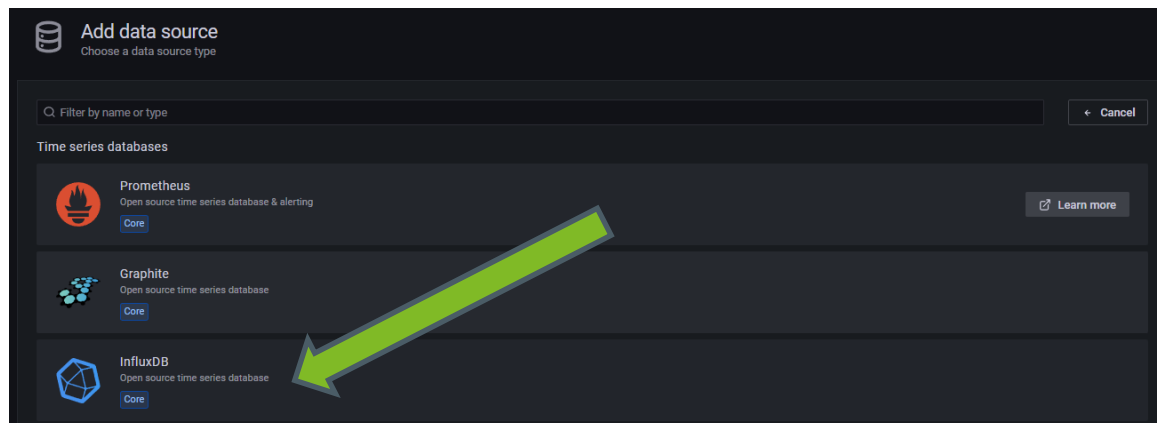 Add data source
Choose a data source type
Filter by name or type
← Cancel
Time series databases
Prometheus
Open source time series database & alerting
Core
Learn more
Graphite
Open source time series database
Core
InfluxDB
Open source time series database
Core